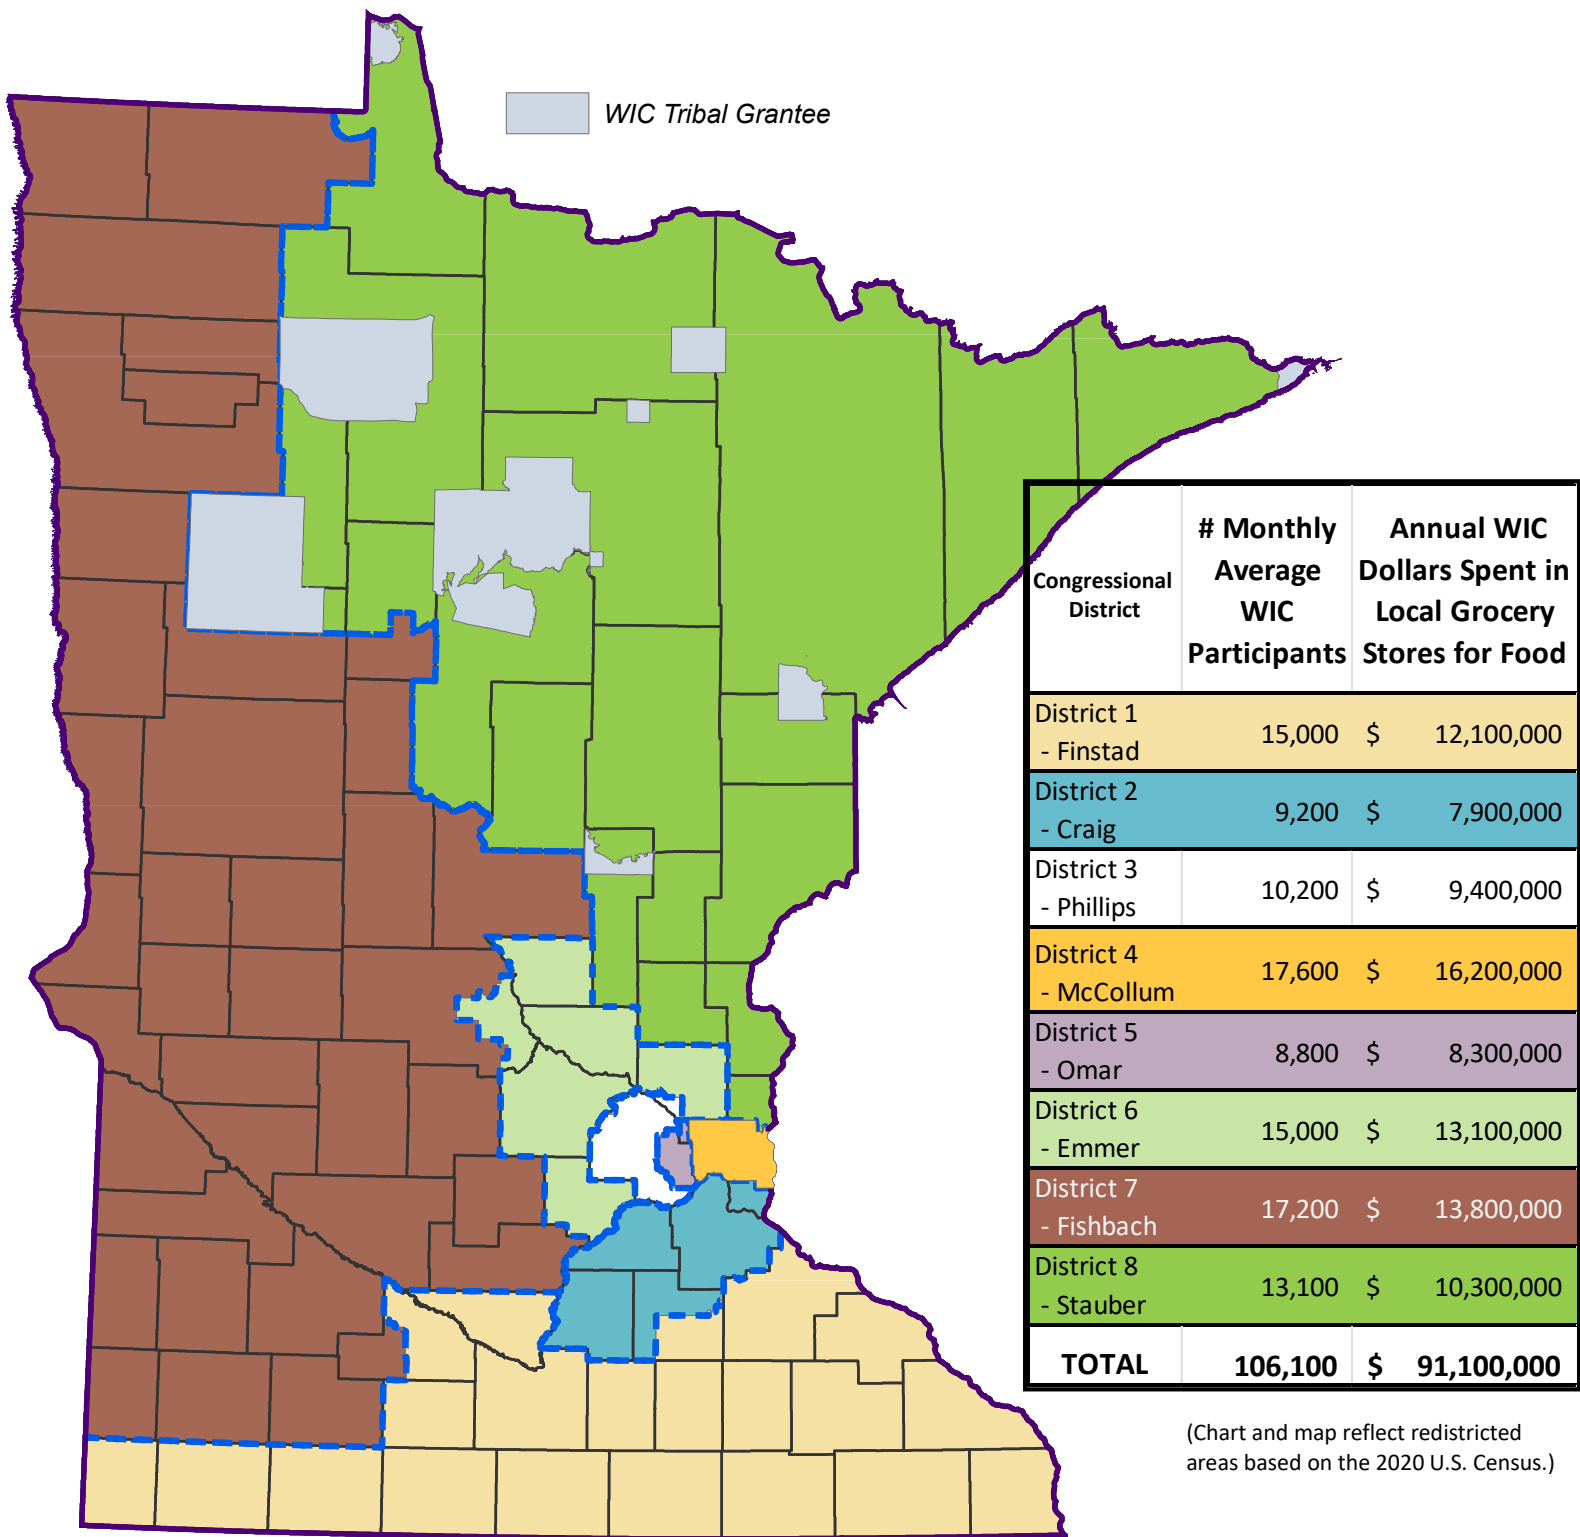 WIC Tribal Grantee
Congressional District
# Monthly Average WIC Participants
Annual WIC Dollars Spent in Local Grocery Stores for Food
District 1 - Finstad 15,000 $ 12,100,000
District 2 - Craig 9,200 $ 7,900,000
District 3 - Phillips 10,200 $ 9,400,000
District 4 - McCollum 17,600 $ 16,200,000
District 5 - Omar 8,800 $ 8,300,000
District 6 - Emmer 15,000 $ 13,100,000
District 7 - Fishbach 17,200 $ 13,800,000
District 8 - Stauber 13,100 $ 10,300,000
TOTAL 106,100 $ 91,100,000
(Chart and map reflect redistricted
areas based on the 2020 U.S. Census.)